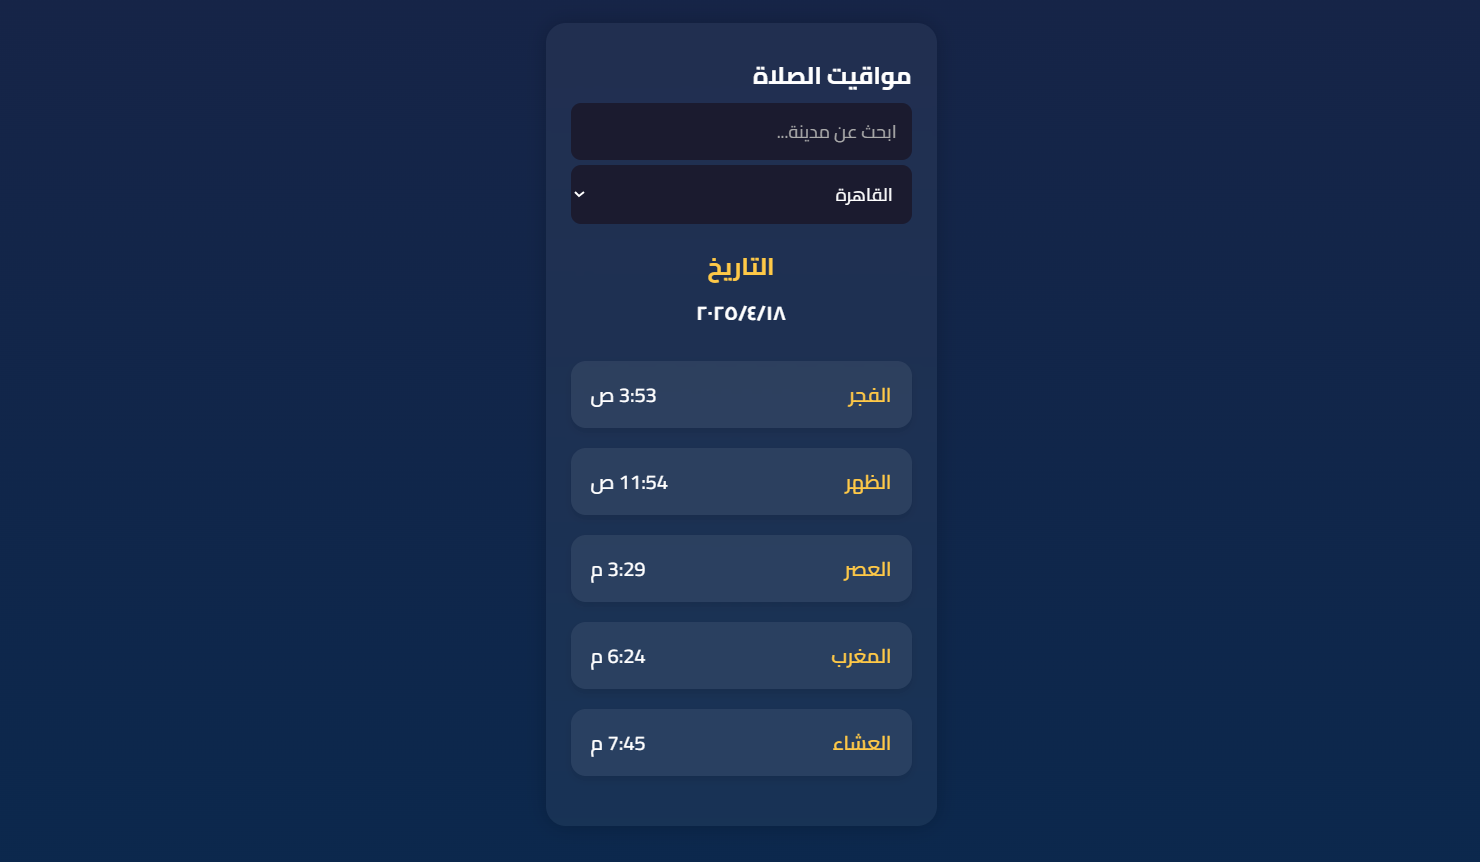 مواقيت الصلاة
ابحث عن مدينة...
القاهرة
التاريخ
٢٠٢٥/٤/١٨
الفجر 3:53 ص
الظهر 11:54 ص
العصر 3:29 م
المغرب 6:24 م
العشاء 7:45 م